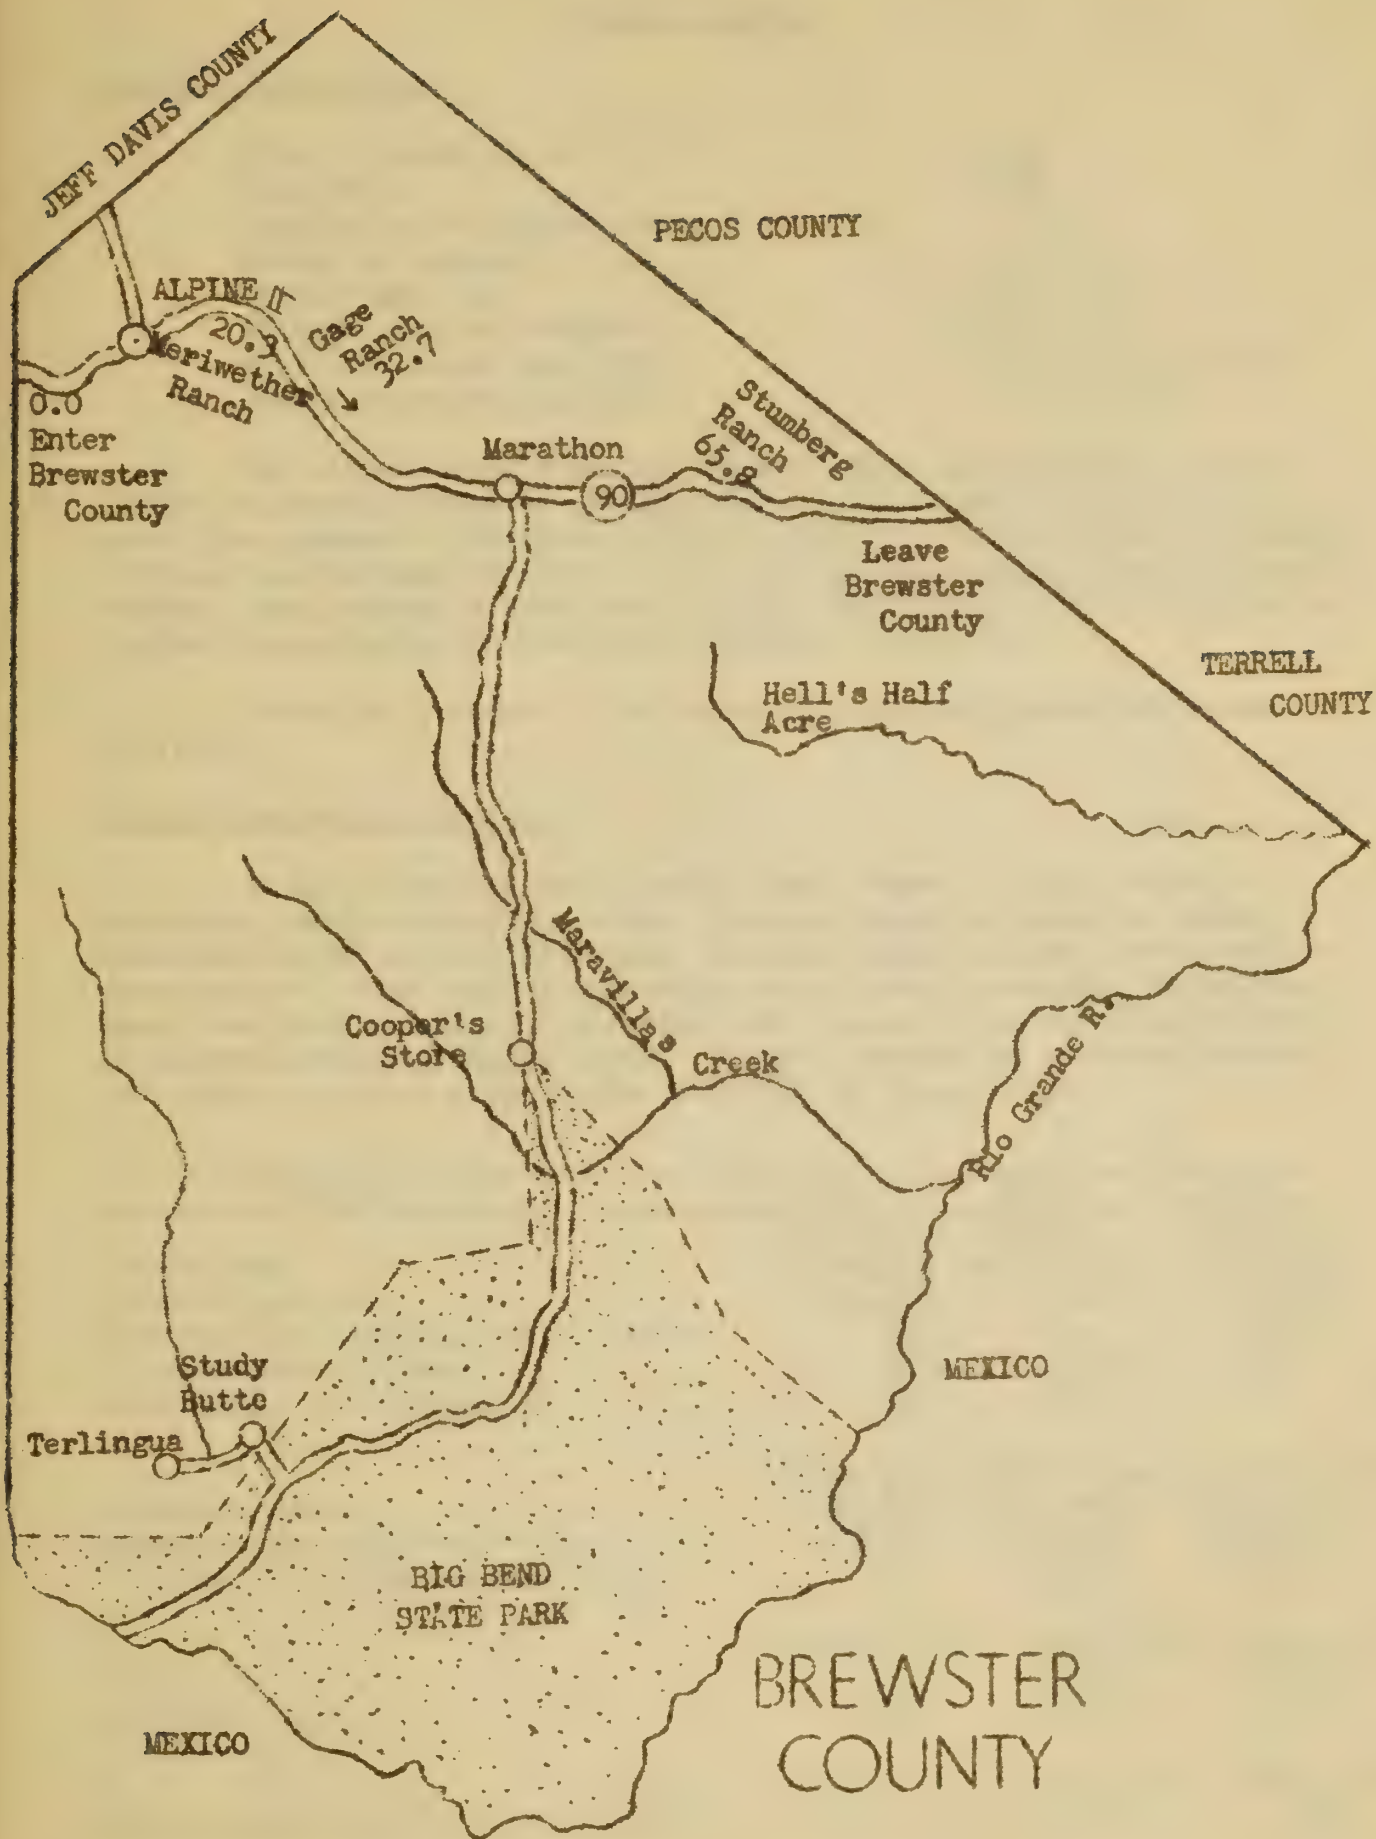 JEFF DAVIS COUNTY
PECOS COUNTY
ALPINE
20.3
Meriwether
Ranch
Gage
Ranch
32.7
0.0
Enter
Brewster
County
Marathon
90
Stumberg
Ranch
65.8
Leave
Brewster
County
TERRELL
COUNTY
Hell's Half
Acre
Maravillas
Creek
Cooper's
Store
Rio Grande R.
MEXICO
Study
Butte
Terlingua
BIG BEND
STATE PARK
MEXICO
BREWSTER
COUNTY